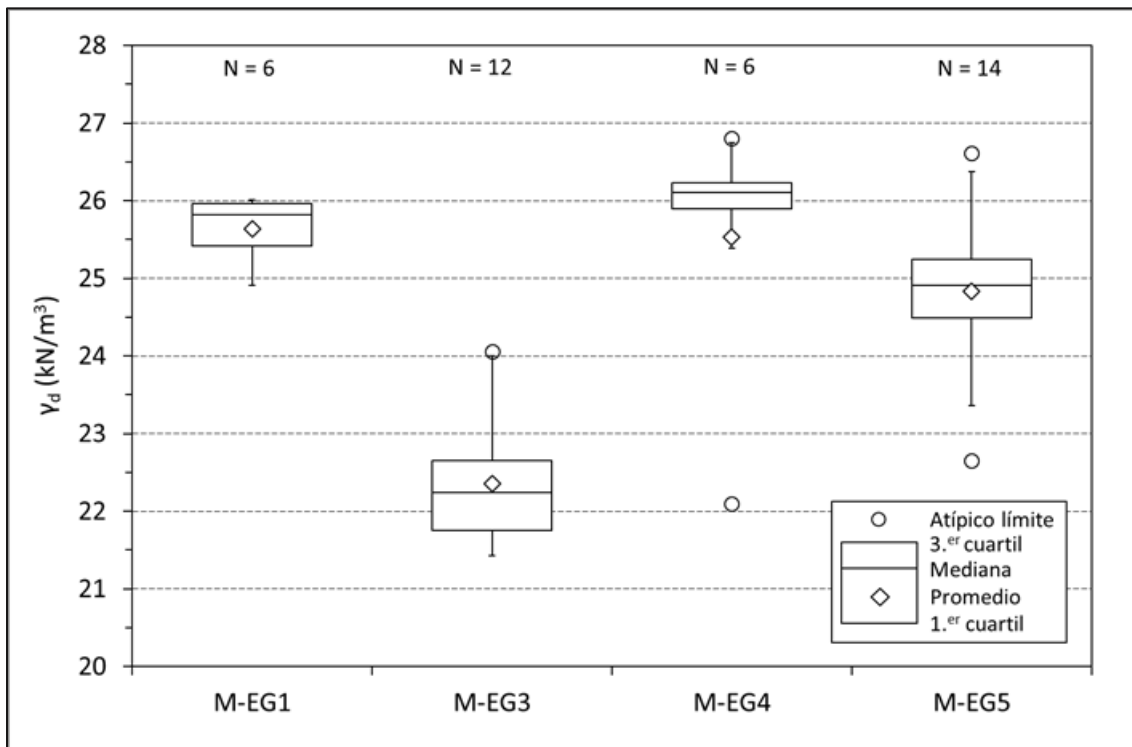 28
27
26
25
24
23
22
21
20
γd (kN/m³)
N = 6
N = 12
N = 6
N = 14
Atípico límite
3.er cuartil
Mediana
Promedio
1.er cuartil
M-EG1
M-EG3
M-EG4
M-EG5